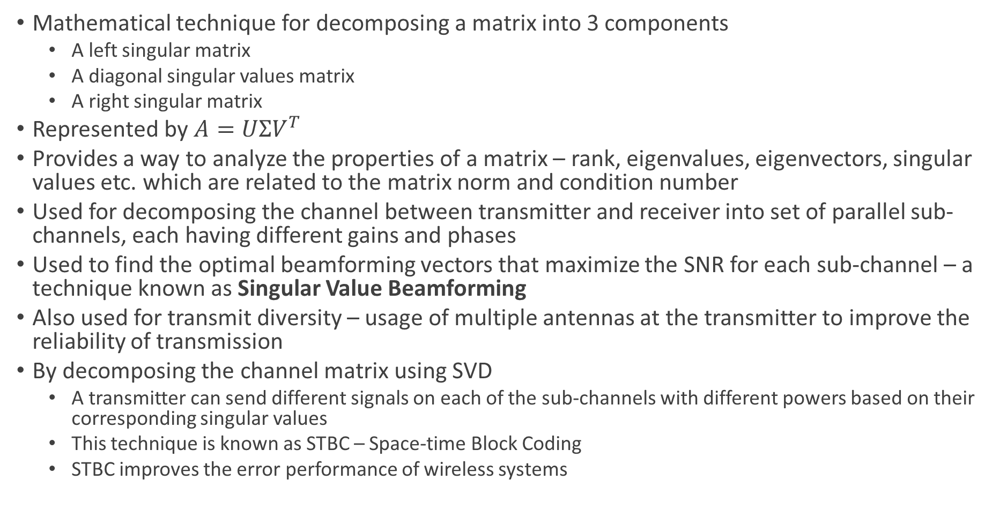 • Mathematical technique for decomposing a matrix into 3 components
• A left singular matrix
• A diagonal singular values matrix
• A right singular matrix
• Represented by A = UΣV^T
• Provides a way to analyze the properties of a matrix – rank, eigenvalues, eigenvectors, singular
values etc. which are related to the matrix norm and condition number
• Used for decomposing the channel between transmitter and receiver into set of parallel sub-
channels, each having different gains and phases
• Used to find the optimal beamforming vectors that maximize the SNR for each sub-channel – a
technique known as Singular Value Beamforming
• Also used for transmit diversity – usage of multiple antennas at the transmitter to improve the
reliability of transmission
• By decomposing the channel matrix using SVD
• A transmitter can send different signals on each of the sub-channels with different powers based on their
corresponding singular values
• This technique is known as STBC – Space-time Block Coding
• STBC improves the error performance of wireless systems